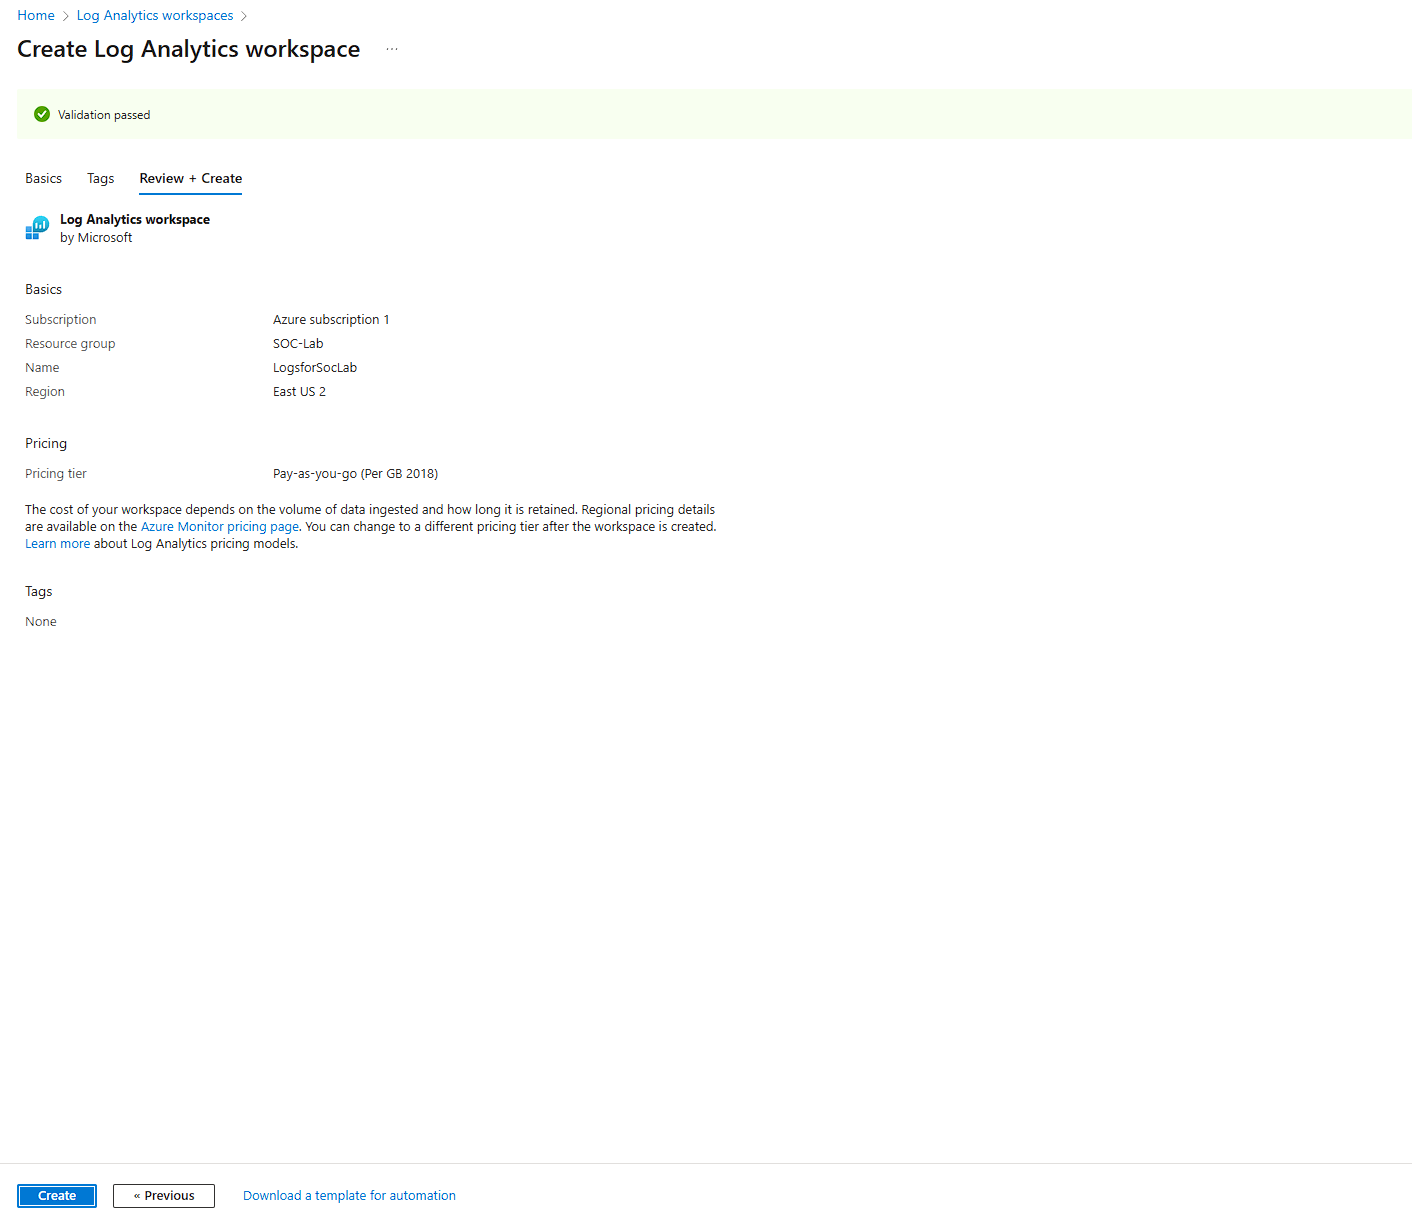 Home > Log Analytics workspaces >
Create Log Analytics workspace ...
Validation passed
Basics Tags Review + Create
Log Analytics workspace
by Microsoft
Basics
Subscription Azure subscription 1
Resource group SOC-Lab
Name LogsforSocLab
Region East US 2
Pricing
Pricing tier Pay-as-you-go (Per GB 2018)
The cost of your workspace depends on the volume of data ingested and how long it is retained. Regional pricing details
are available on the Azure Monitor pricing page. You can change to a different pricing tier after the workspace is created.
Learn more about Log Analytics pricing models.
Tags
None
Create « Previous Download a template for automation